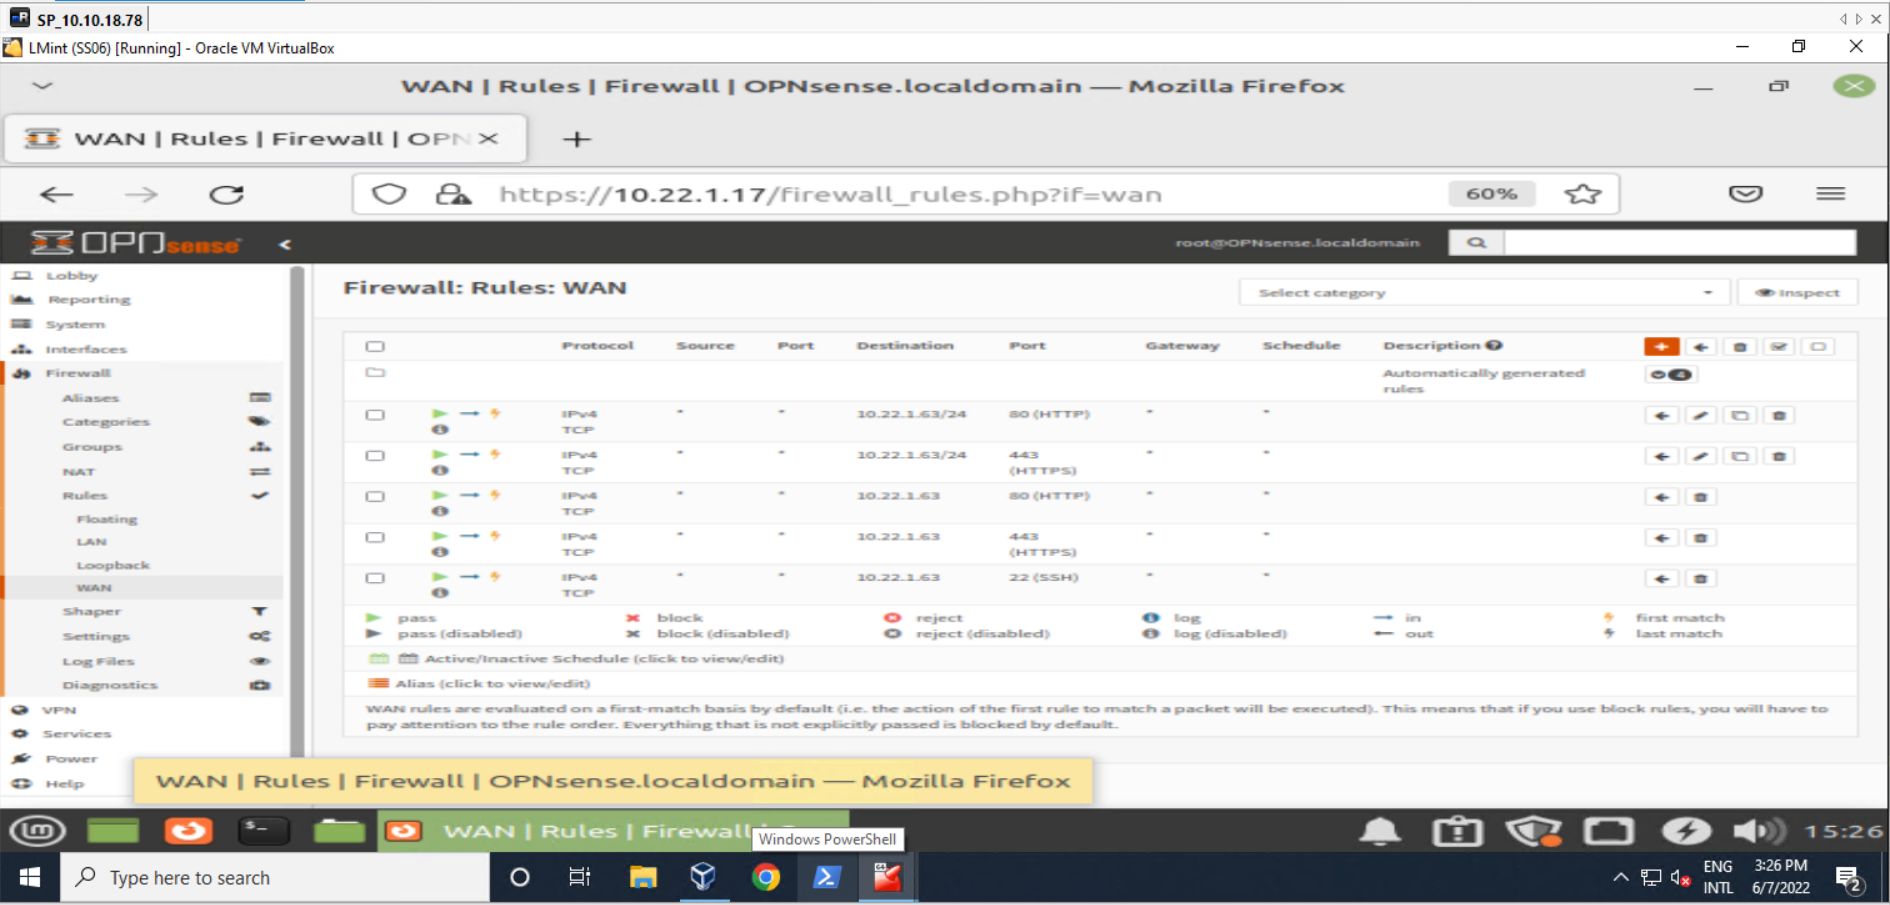 SP_10.10.18.78
LMint (SS06) [Running] - Oracle VM VirtualBox
WAN | Rules | Firewall | OPNsense.localdomain — Mozilla Firefox
WAN | Rules | Firewall | OPN
https://10.22.1.17/firewall_rules.php?if=wan 60%
OPNsense root@OPNsense.localdomain
Lobby
Reporting
System
Interfaces
Firewall
Aliases
Categories
Groups
NAT
Rules
Floating
LAN
Loopback
WAN
Shaper
Settings
Log Files
Diagnostics
VPN
Services
Power
Help
Firewall: Rules: WAN
Select category Inspect
Protocol Source Port Destination Port Gateway Schedule Description
Automatically generated
rules
4
IPv4 * * 10.22.1.63/24 80 (HTTP) * *
TCP
IPv4 * * 10.22.1.63/24 443 * *
TCP (HTTPS)
IPv4 * * 10.22.1.63 80 (HTTP) * *
TCP
IPv4 * * 10.22.1.63 443 * *
TCP (HTTPS)
IPv4 * * 10.22.1.63 22 (SSH) * *
TCP
pass block reject log in first match
pass (disabled) block (disabled) reject (disabled) log (disabled) out last match
Active/Inactive Schedule (click to view/edit)
Alias (click to view/edit)
WAN rules are evaluated on a first-match basis by default (i.e. the action of the first rule to match a packet will be executed). This means that if you use block rules, you will have to
pay attention to the rule order. Everything that is not explicitly passed is blocked by default.
WAN | Rules | Firewall | OPNsense.localdomain — Mozilla Firefox
WAN | Rules | Firewall | 15:26
Windows PowerShell
Type here to search
ENG
INTL
3:26 PM
6/7/2022
2